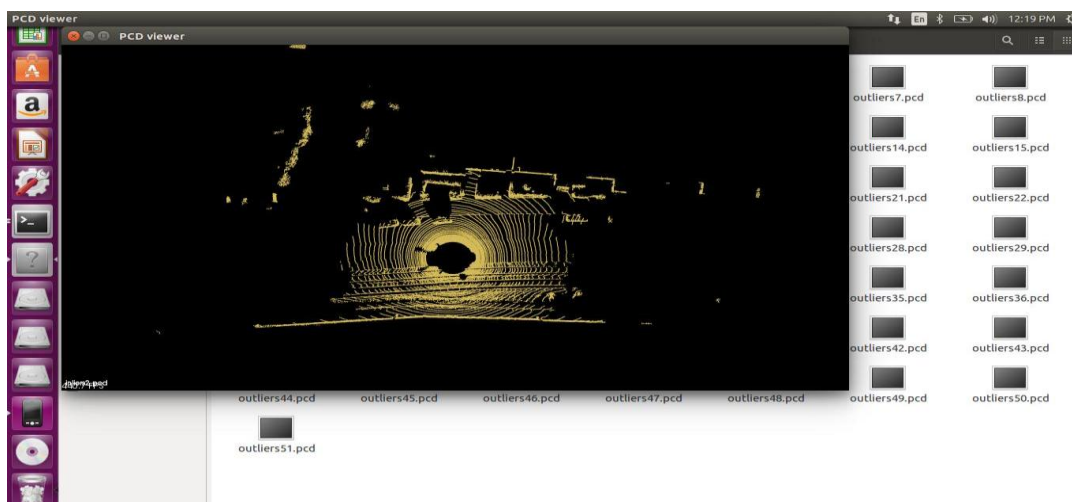 PCD viewer
En
12:19 PM
PCD viewer
outliers7.pcd
outliers8.pcd
outliers14.pcd
outliers15.pcd
outliers21.pcd
outliers22.pcd
outliers28.pcd
outliers29.pcd
outliers35.pcd
outliers36.pcd
outliers42.pcd
outliers43.pcd
outliers44.pcd
outliers45.pcd
outliers46.pcd
outliers47.pcd
outliers48.pcd
outliers49.pcd
outliers50.pcd
outliers51.pcd